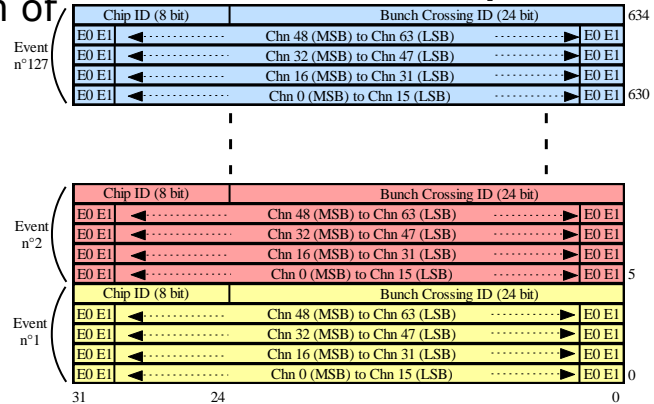 n of
Chip ID (8 bit) Bunch Crossing ID (24 bit) 634
E0 E1 Chn 48 (MSB) to Chn 63 (LSB) E0 E1
Event
n°127
E0 E1 Chn 32 (MSB) to Chn 47 (LSB) E0 E1
E0 E1 Chn 16 (MSB) to Chn 31 (LSB) E0 E1
E0 E1 Chn 0 (MSB) to Chn 15 (LSB) E0 E1 630
Chip ID (8 bit) Bunch Crossing ID (24 bit)
E0 E1 Chn 48 (MSB) to Chn 63 (LSB) E0 E1
Event
n°2
E0 E1 Chn 32 (MSB) to Chn 47 (LSB) E0 E1
E0 E1 Chn 16 (MSB) to Chn 31 (LSB) E0 E1
E0 E1 Chn 0 (MSB) to Chn 15 (LSB) E0 E1 5
Chip ID (8 bit) Bunch Crossing ID (24 bit)
E0 E1 Chn 48 (MSB) to Chn 63 (LSB) E0 E1
Event
n°1
E0 E1 Chn 32 (MSB) to Chn 47 (LSB) E0 E1
E0 E1 Chn 16 (MSB) to Chn 31 (LSB) E0 E1
E0 E1 Chn 0 (MSB) to Chn 15 (LSB) E0 E1 0
31 24 0